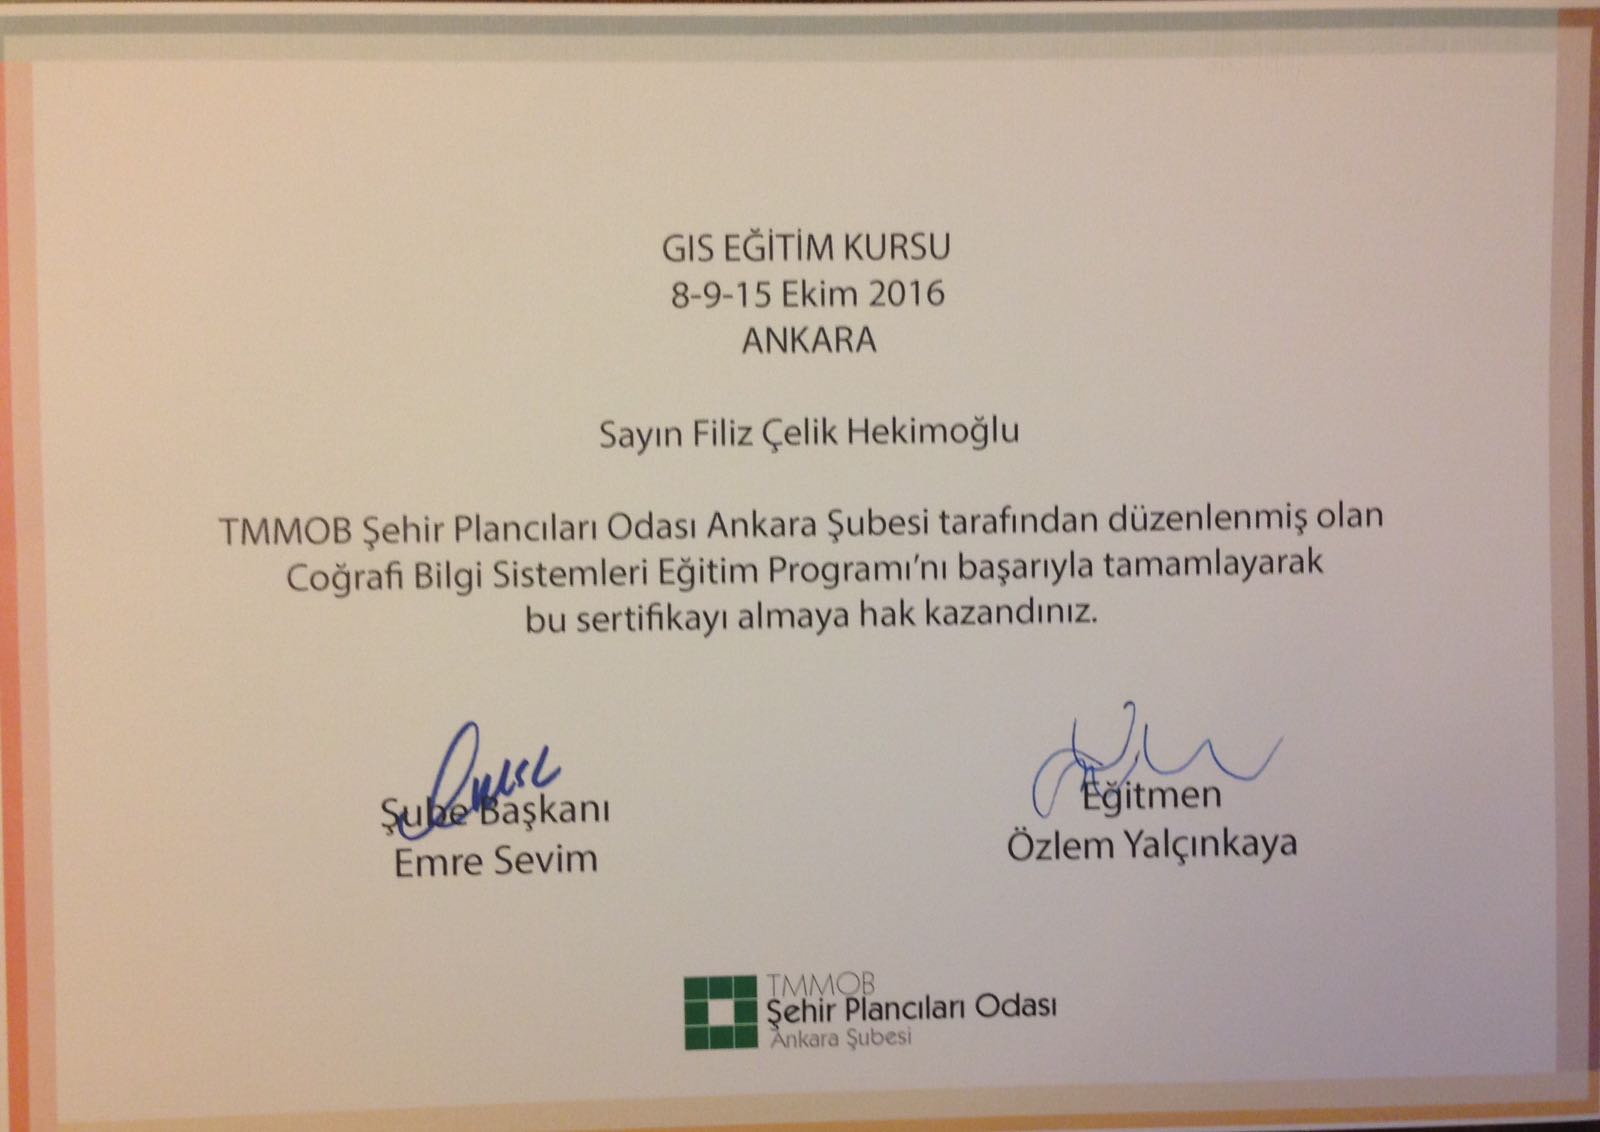 GIS EĞİTİM KURSU
8-9-15 Ekim 2016
ANKARA
Sayın Filiz Çelik Hekimoğlu
TMMOB Şehir Plancıları Odası Ankara Şubesi tarafından düzenlenmiş olan
Coğrafi Bilgi Sistemleri Eğitim Programı'nı başarıyla tamamlayarak
bu sertifikayı almaya hak kazandınız.
Şube Başkanı
Emre Sevim
Eğitmen
Özlem Yalçınkaya
TMMOB
Şehir Plancıları Odası
Ankara Şubesi